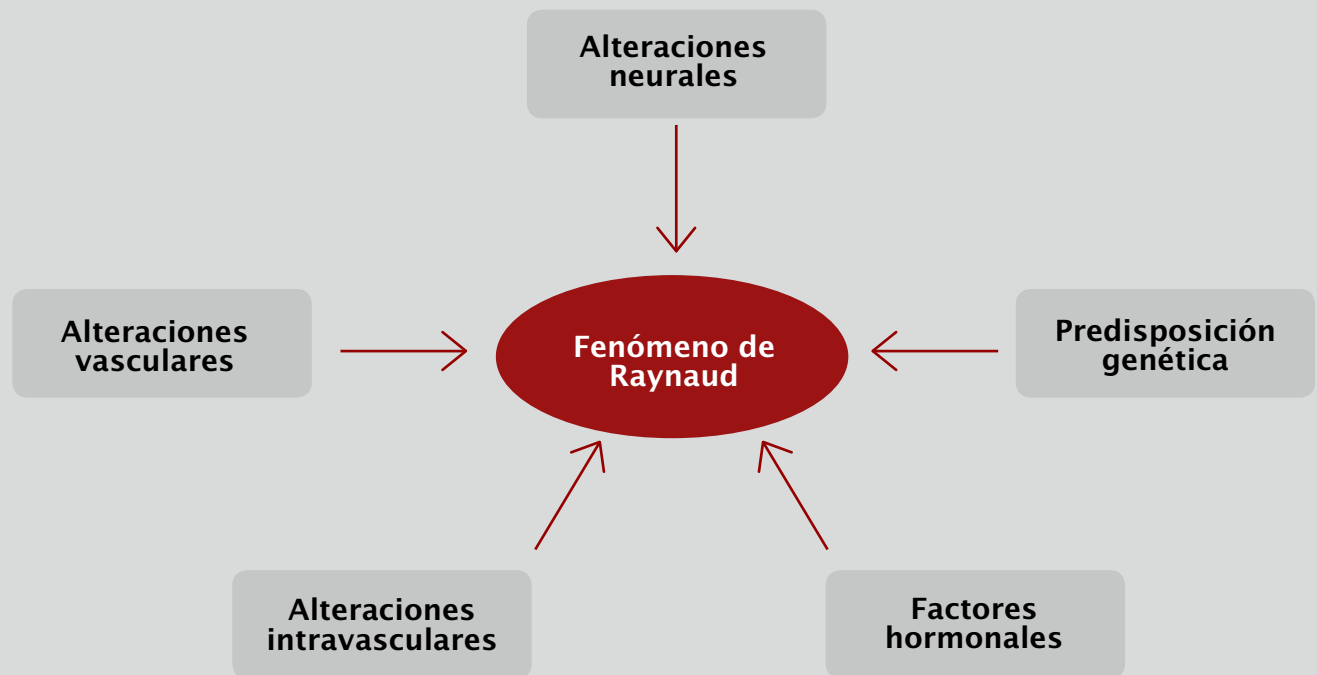 Alteraciones
neurales
Alteraciones
vasculares
Fenómeno de
Raynaud
Predisposición
genética
Alteraciones
intravasculares
Factores
hormonales